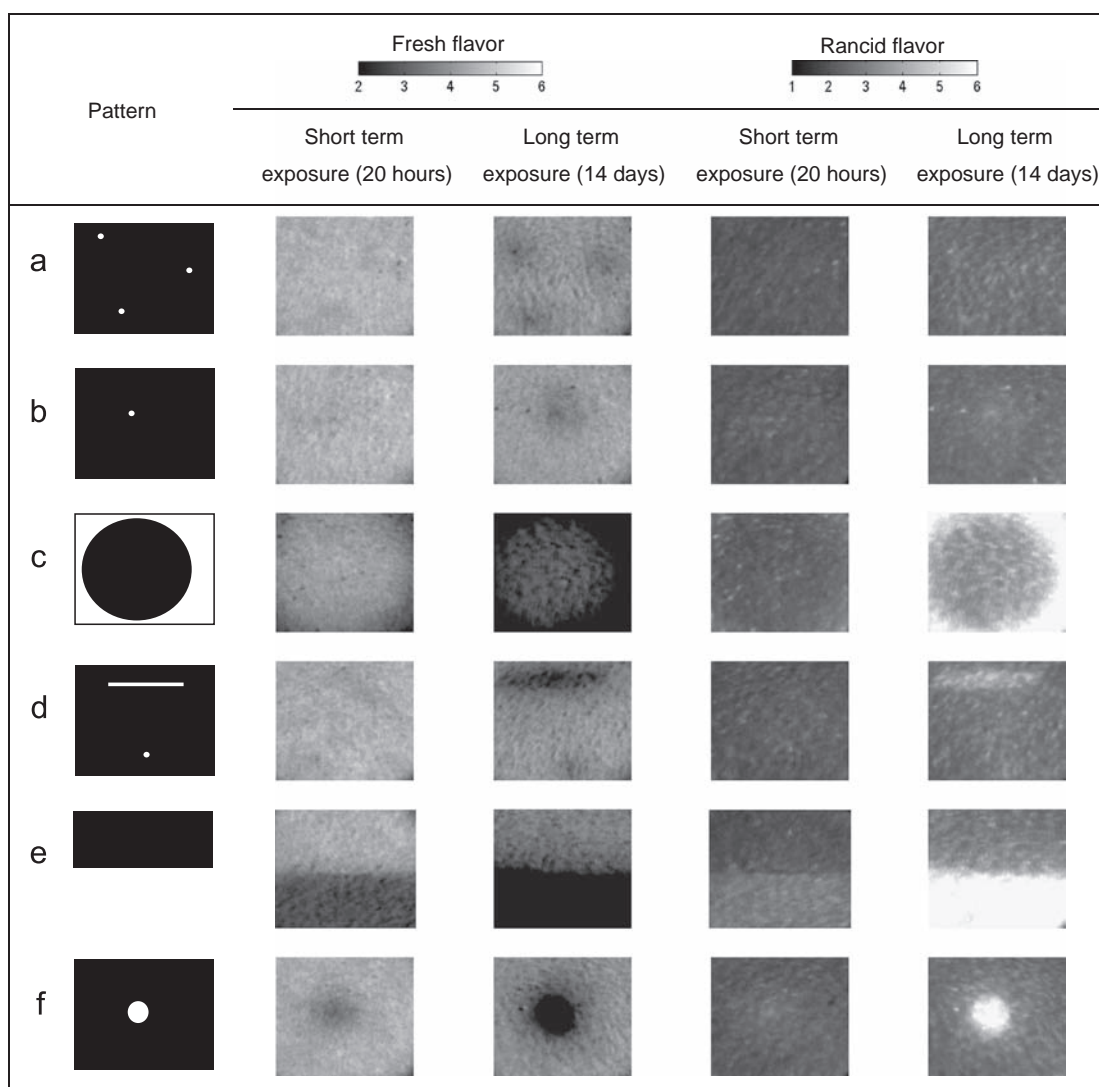 Fresh flavor
Rancid flavor
2 3 4 5 6
1 2 3 4 5 6
Pattern
Short term
exposure (20 hours)
Long term
exposure (14 days)
Short term
exposure (20 hours)
Long term
exposure (14 days)
a
b
c
d
e
f